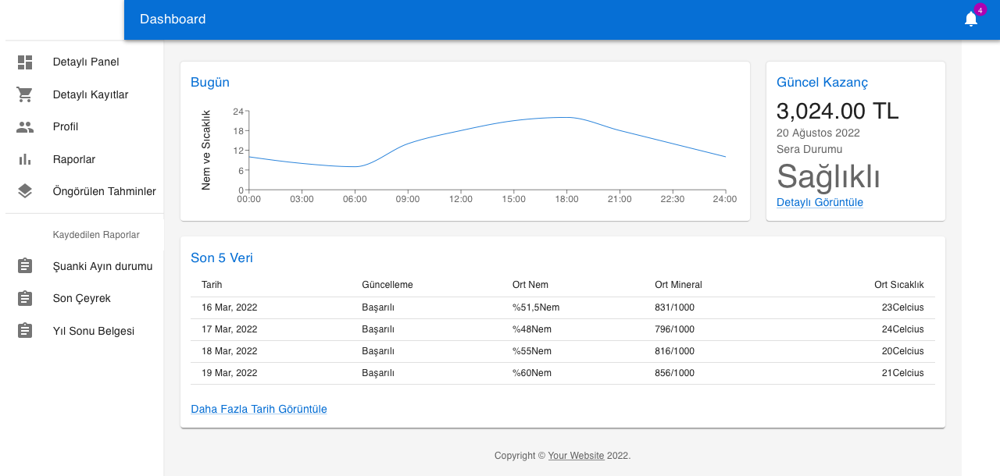 Dashboard
4
Detaylı Panel
Detaylı Kayıtlar
Profil
Raporlar
Öngörülen Tahminler
Kaydedilen Raporlar
Şuanki Ayın durumu
Son Çeyrek
Yıl Sonu Belgesi
Bugün
Nem ve Sıcaklık
24
18
12
6
0
00:00 03:00 06:00 09:00 12:00 15:00 18:00 21:00 22:30 24:00
Güncel Kazanç
3,024.00 TL
20 Ağustos 2022
Sera Durumu
Sağlıklı
Detaylı Görüntüle
Son 5 Veri
Tarih Güncelleme Ort Nem Ort Mineral Ort Sıcaklık
16 Mar, 2022 Başarılı %51,5Nem 831/1000 23Celcius
17 Mar, 2022 Başarılı %48Nem 796/1000 24Celcius
18 Mar, 2022 Başarılı %55Nem 816/1000 20Celcius
19 Mar, 2022 Başarılı %60Nem 856/1000 21Celcius
Daha Fazla Tarih Görüntüle
Copyright © Your Website 2022.